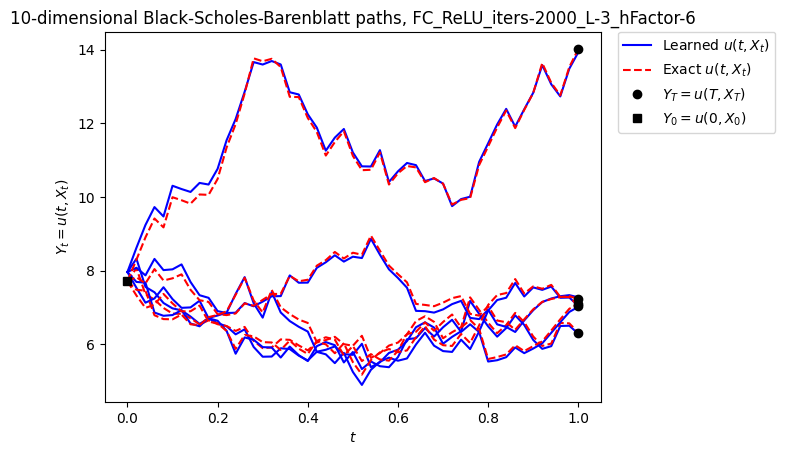 10-dimensional Black-Scholes-Barenblatt paths, FC_ReLU_iters-2000_L-3_hFactor-6
Learned u(t, X_t)
Exact u(t, X_t)
Y_T = u(T, X_T)
Y_0 = u(0, X_0)
Y_t = u(t, X_t)
14
12
10
8
6
0.0 0.2 0.4 0.6 0.8 1.0
t